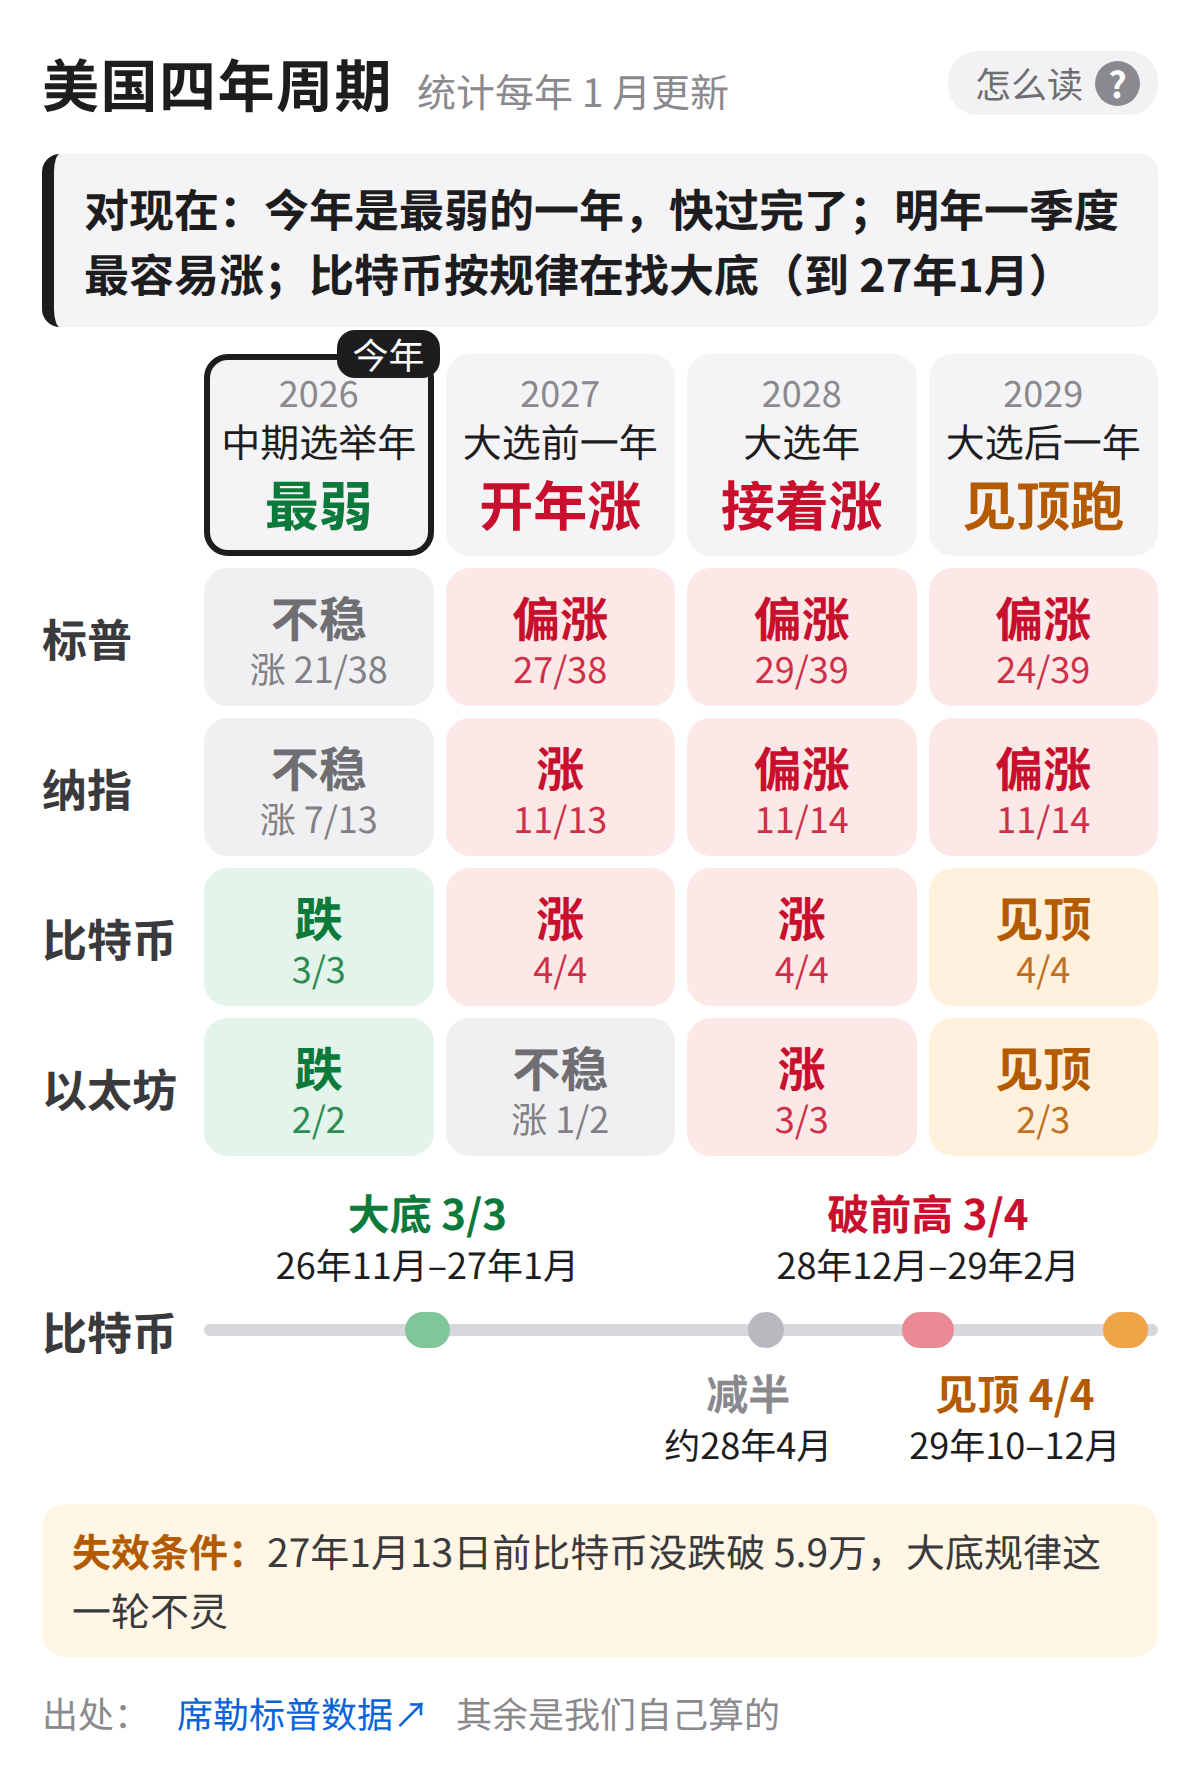 美国四年周期 统计每年 1 月更新 怎么读 ?
对现在：今年是最弱的一年，快过完了；明年一季度
最容易涨；比特币按规律在找大底（到 27年1月）
今年
2026 2027 2028 2029
中期选举年 大选前一年 大选年 大选后一年
最弱 开年涨 接着涨 见顶跑
标普
不稳 偏涨 偏涨 偏涨
涨 21/38 27/38 29/39 24/39
纳指
不稳 涨 偏涨 偏涨
涨 7/13 11/13 11/14 11/14
比特币
跌 涨 涨 见顶
3/3 4/4 4/4 4/4
以太坊
跌 不稳 涨 见顶
2/2 涨 1/2 3/3 2/3
大底 3/3 破前高 3/4
26年11月–27年1月 28年12月–29年2月
比特币
减半 见顶 4/4
约28年4月 29年10–12月
失效条件：27年1月13日前比特币没跌破 5.9万，大底规律这
一轮不灵
出处： 席勒标普数据↗ 其余是我们自己算的